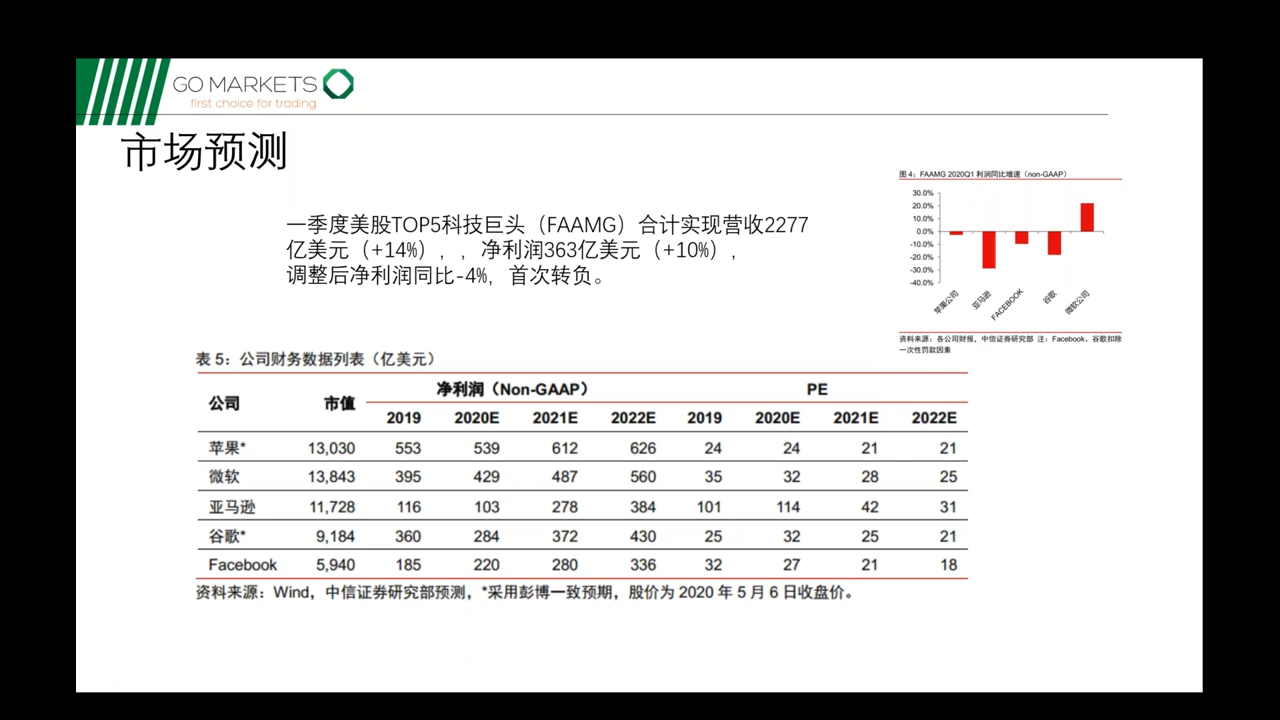 GO MARKETS
first choice for trading
市场预测
一季度美股TOP5科技巨头（FAAMG）合计实现营收2277
亿美元（+14%），，净利润363亿美元（+10%），
调整后净利润同比-4%，首次转负。
图 4：FAAMG 2020Q1 利润同比增速（non-GAAP）
30.0%
20.0%
10.0%
0.0%
-10.0%
-20.0%
-30.0%
-40.0%
苹果公司 亚马逊 FACEBOOK 谷歌 微软公司
资料来源：各公司财报，中信证券研究部 注：Facebook、谷歌扣除
一次性罚款因素
表 5：公司财务数据列表（亿美元）
公司 市值 净利润（Non-GAAP） PE
2019 2020E 2021E 2022E 2019 2020E 2021E 2022E
苹果* 13,030 553 539 612 626 24 24 21 21
微软 13,843 395 429 487 560 35 32 28 25
亚马逊 11,728 116 103 278 384 101 114 42 31
谷歌* 9,184 360 284 372 430 25 32 25 21
Facebook 5,940 185 220 280 336 32 27 21 18
资料来源：Wind，中信证券研究部预测，*采用彭博一致预期，股价为 2020 年 5 月 6 日收盘价。